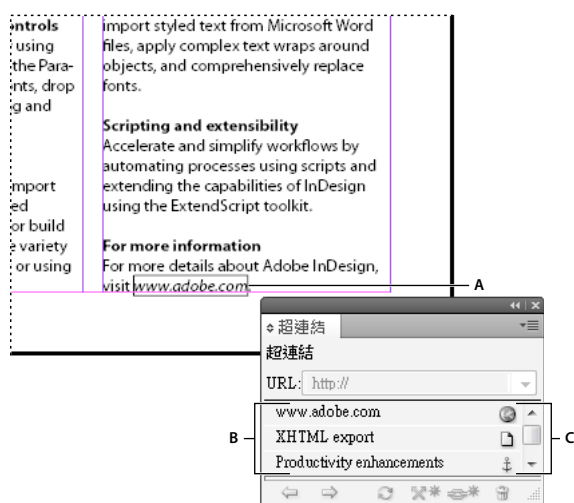 ntrols
using
the Para-
nts, drop
g and
mport
ed
or build
variety
or using
import styled text from Microsoft Word
files, apply complex text wraps around
objects, and comprehensively replace
fonts.
Scripting and extensibility
Accelerate and simplify workflows by
automating processes using scripts and
extending the capabilities of InDesign
using the ExtendScript toolkit.
For more information
For more details about Adobe InDesign,
visit www.adobe.com.
A
超連結
超連結
URL: http://
www.adobe.com
XHTML export
Productivity enhancements
B
C